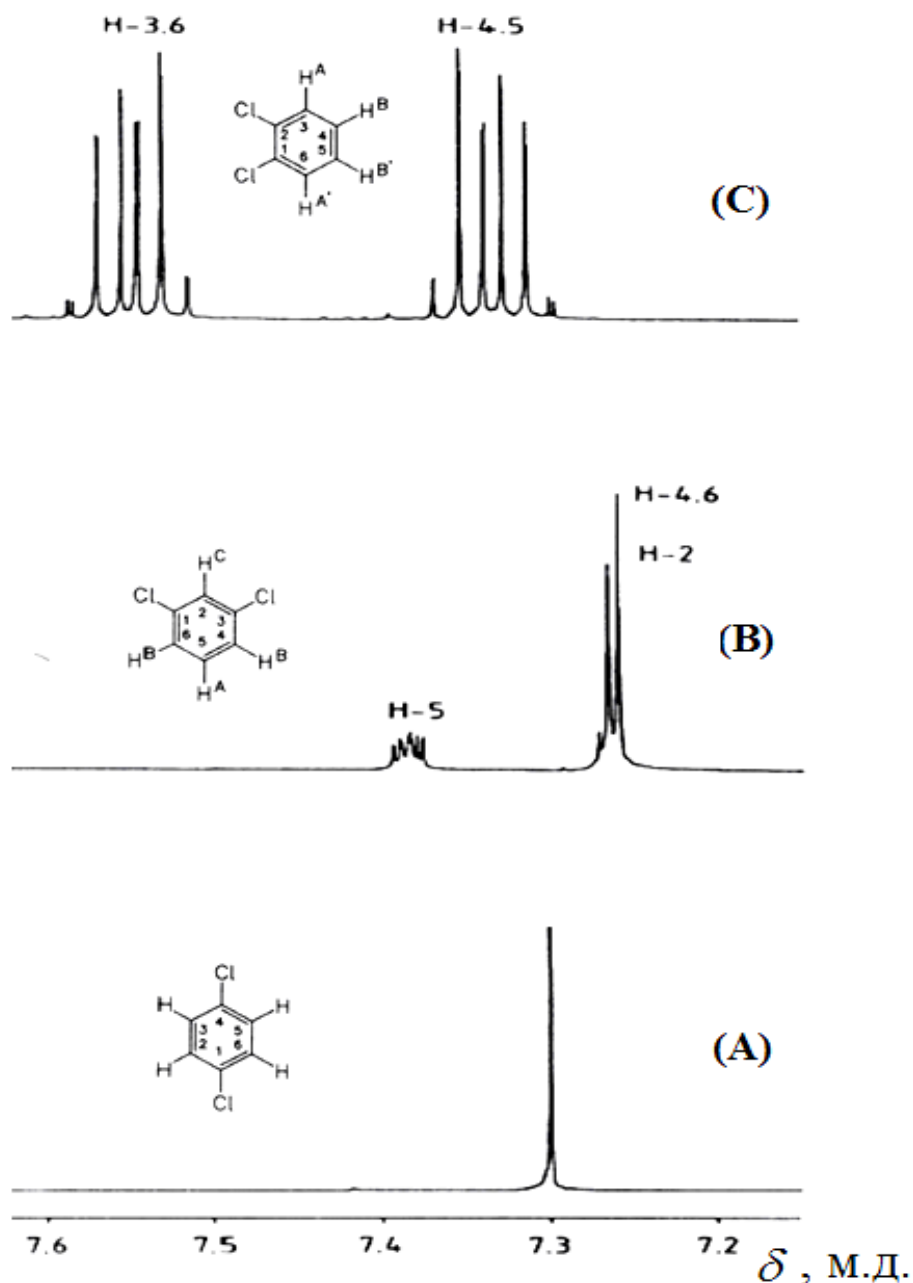 H-3.6
H-4.5
H^A
Cl
H^B
3
2
4
1
5
6
Cl
H^B'
H^A'
(C)
H-4.6
H-2
H^C
Cl
Cl
1
2
3
6
5
4
H^B
H^B
H^A
H-5
(B)
Cl
H
H
4
3
5
2
6
1
H
H
Cl
(A)
7.6
7.5
7.4
7.3
7.2
δ , м.д.